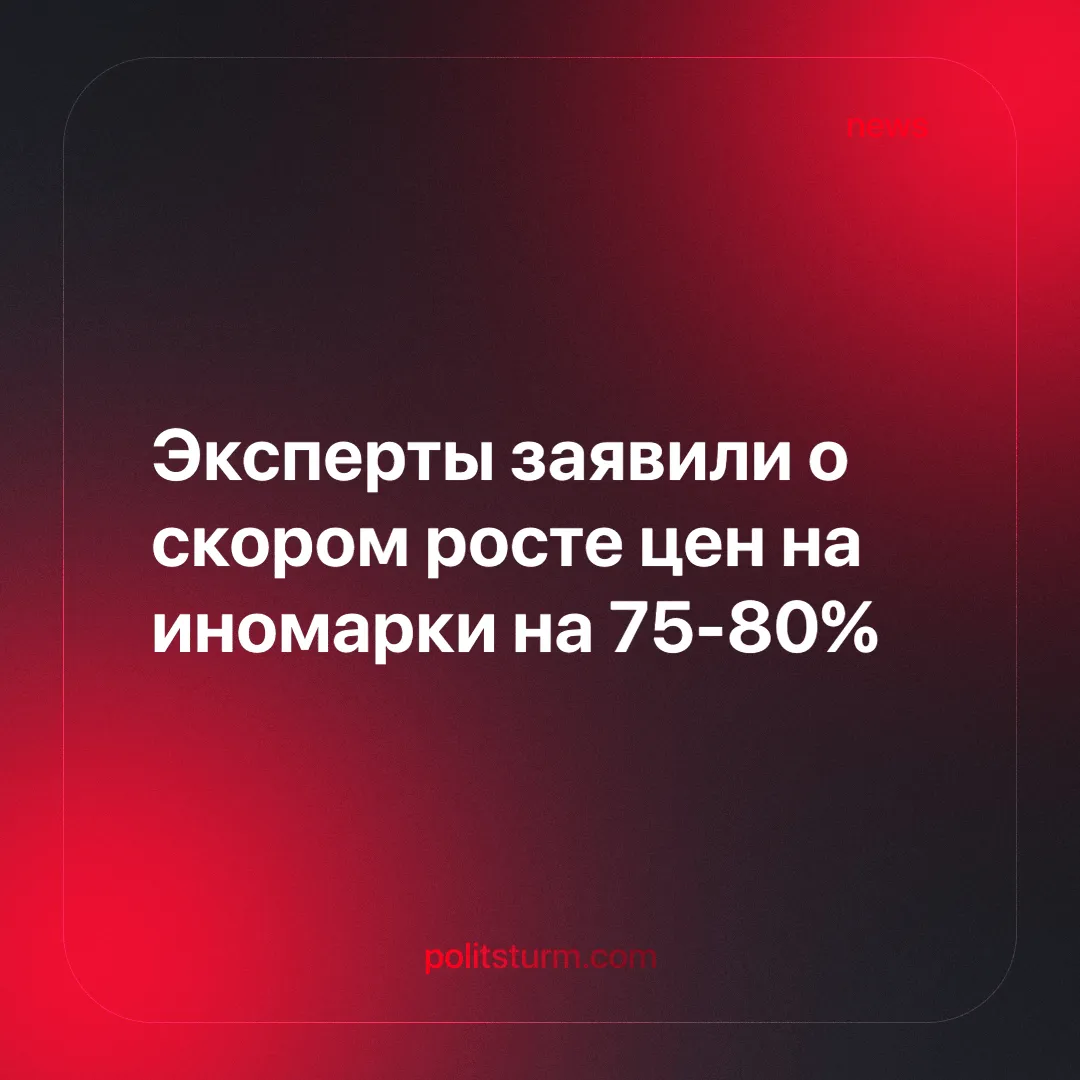 news
Эксперты заявили о
скором росте цен на
иномарки на 75-80%
politsturm.com